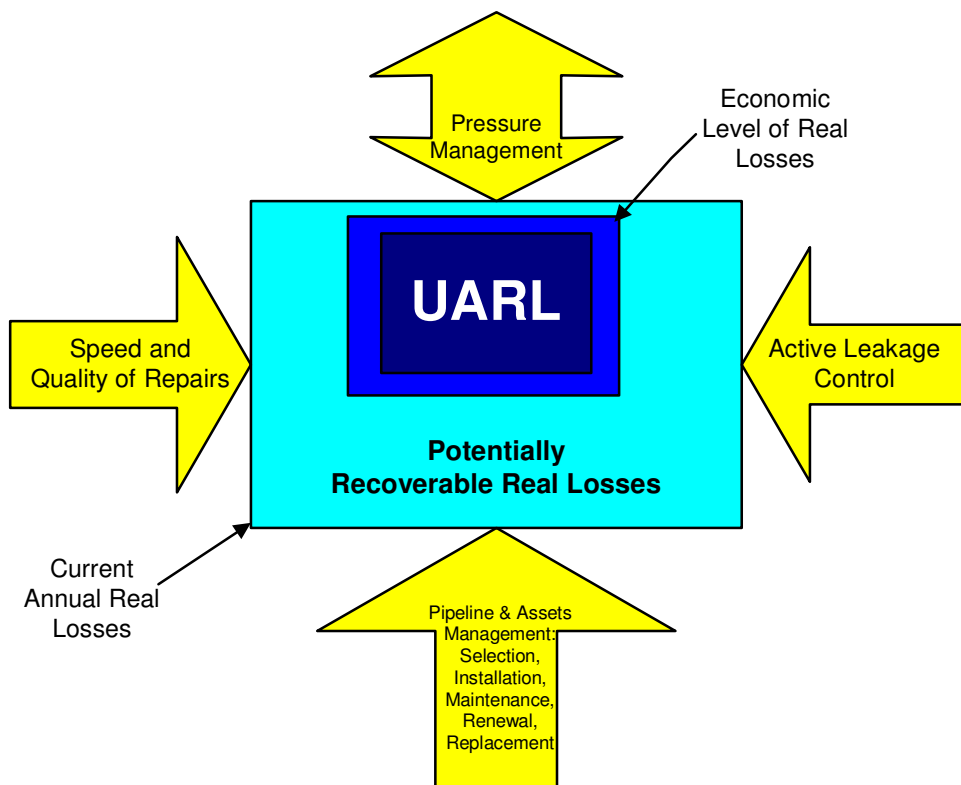 Pressure
Management
Economic
Level of Real
Losses
UARL
Speed and
Quality of Repairs
Active Leakage
Control
Potentially
Recoverable Real Losses
Current
Annual Real
Losses
Pipeline & Assets
Management:
Selection,
Installation,
Maintenance,
Renewal,
Replacement